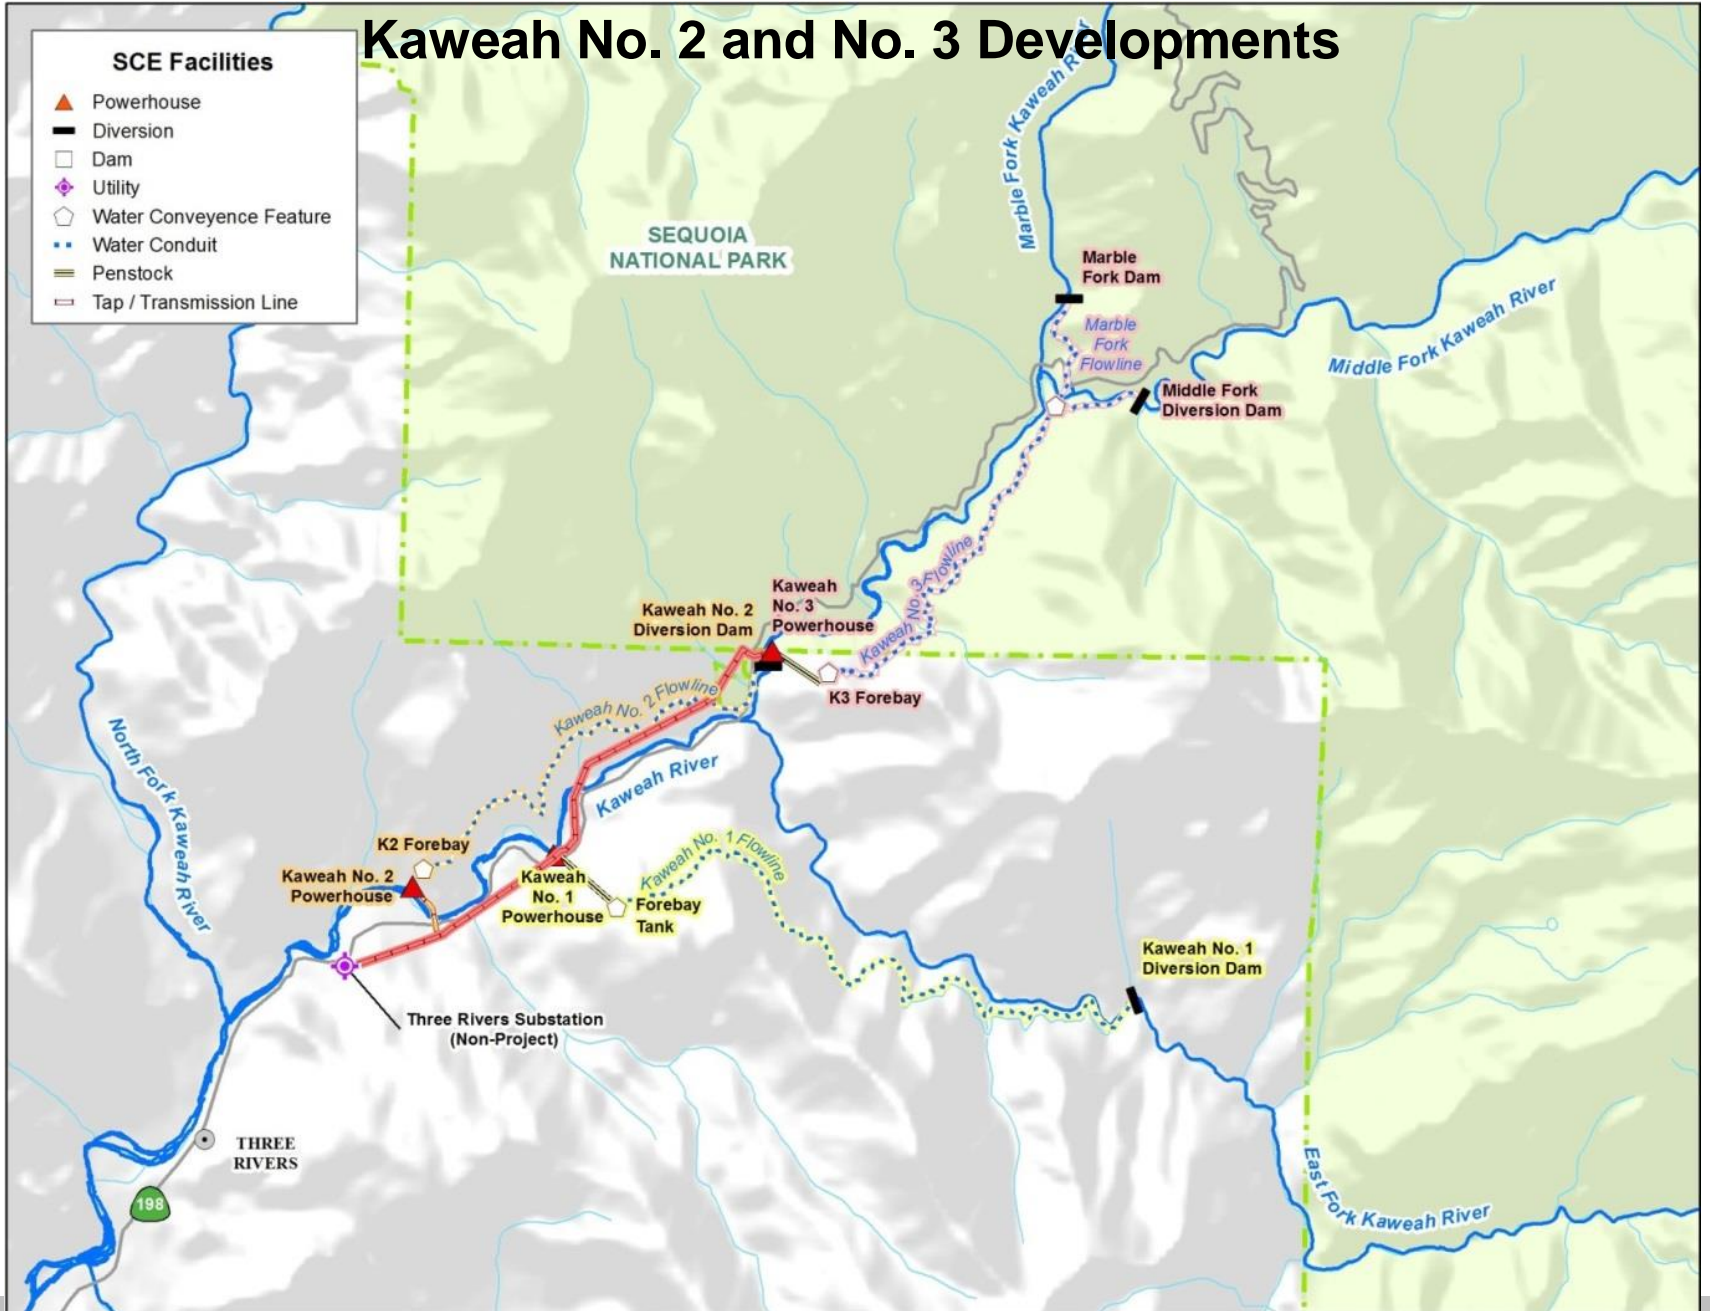 Kaweah No. 2 and No. 3 Developments
SCE Facilities
Powerhouse
Diversion
Dam
Utility
Water Conveyence Feature
Water Conduit
Penstock
Tap / Transmission Line
Marble Fork Kaweah River
SEQUOIA
NATIONAL PARK
Marble
Fork Dam
Marble
Fork
Flowline
Middle Fork Kaweah River
Middle Fork
Diversion Dam
Kaweah No. 3 Flowline
Kaweah
No. 3
Powerhouse
Kaweah No. 2
Diversion Dam
K3 Forebay
Kaweah No. 2 Flowline
North Fork Kaweah River
Kaweah River
K2 Forebay
Kaweah No. 2
Powerhouse
Kaweah
No. 1
Powerhouse
Kaweah No. 1 Flowline
Forebay
Tank
Kaweah No. 1
Diversion Dam
Three Rivers Substation
(Non-Project)
THREE
RIVERS
198
East Fork Kaweah River